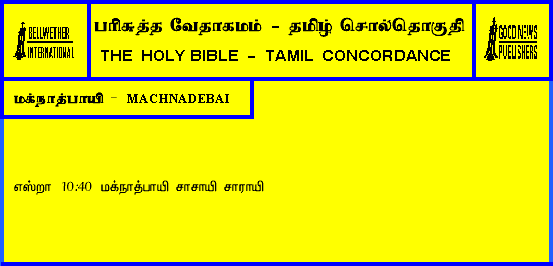 BELLWETHER
INTERNATIONAL
பரிசுத்த வேதாகமம் - தமிழ் சொல்தொகுதி
THE HOLY BIBLE - TAMIL CONCORDANCE
GOOD NEWS
PUBLISHERS
மக்நாத்பாயி - MACHNADEBAI
எஸ்றா 10:40 மக்நாத்பாயி சாசாயி சாராயி